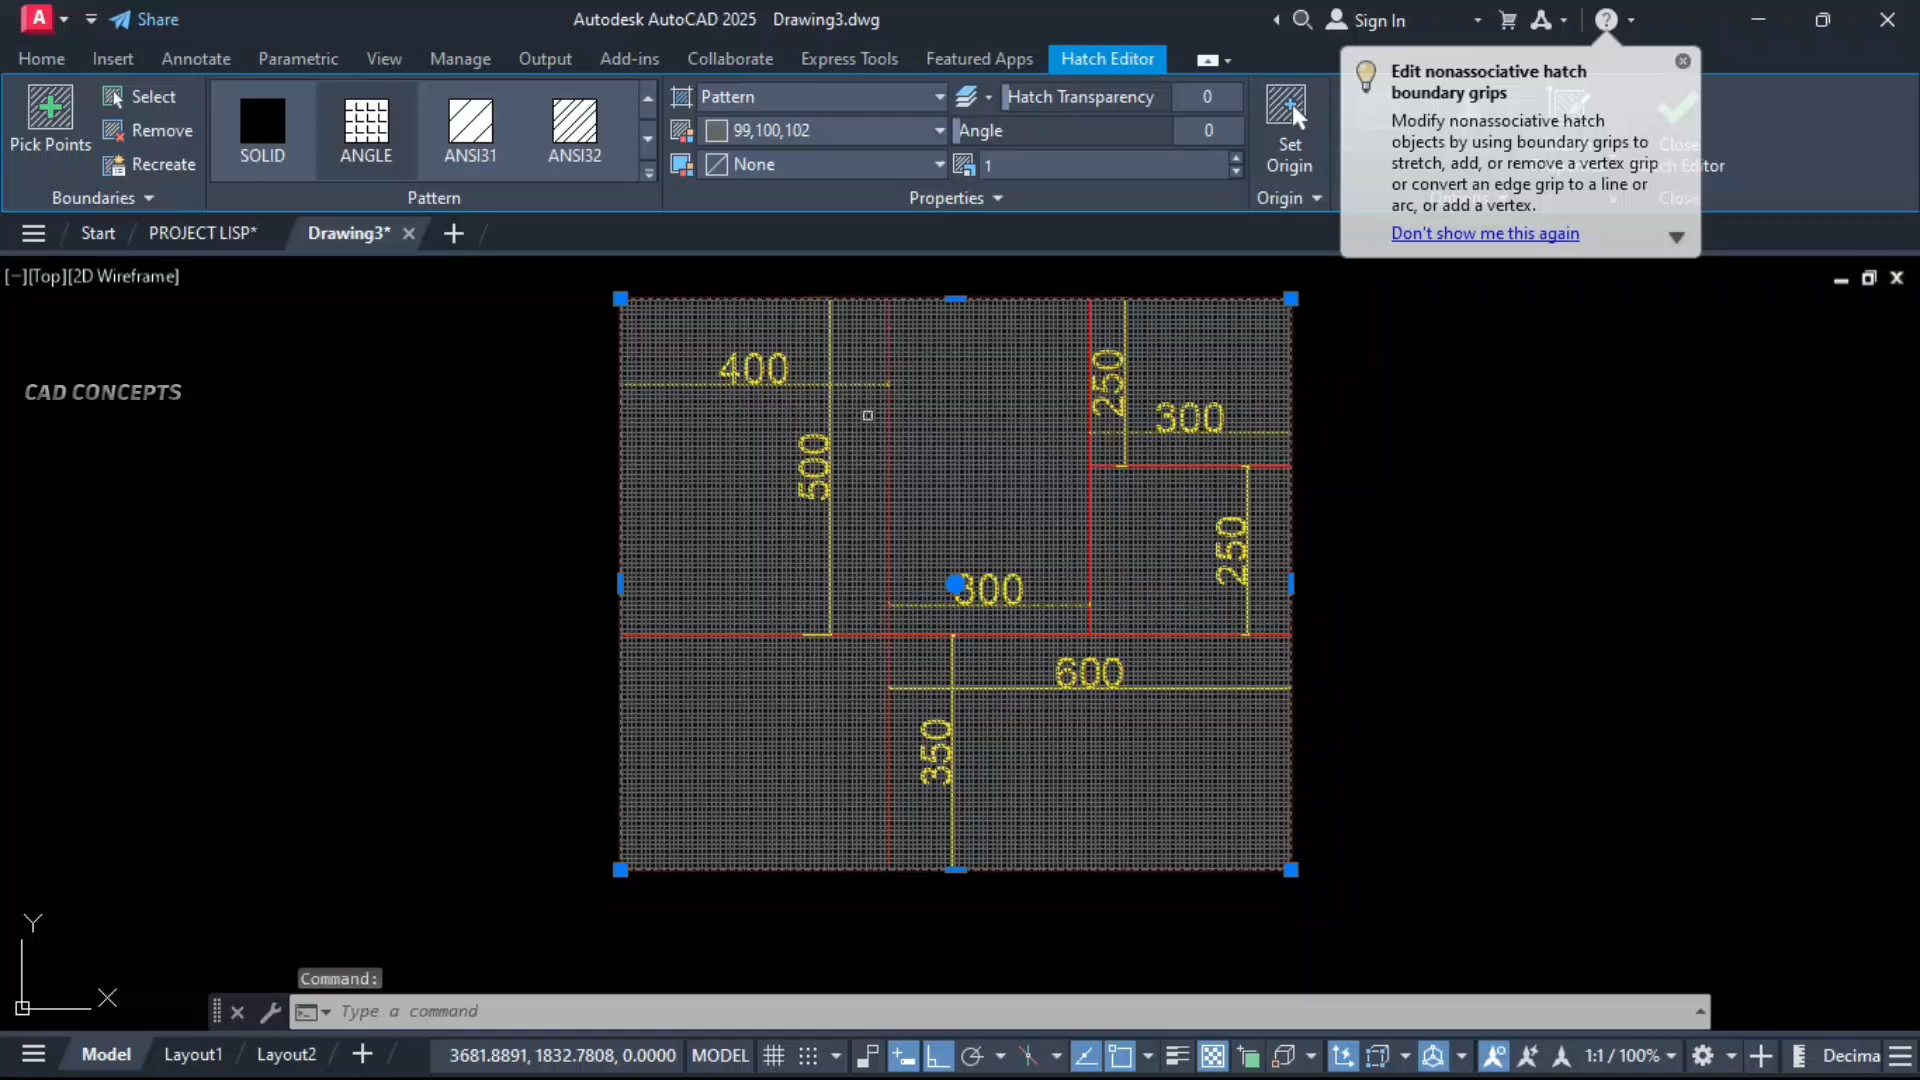 A
Share
Autodesk AutoCAD 2025 Drawing3.dwg
Sign In
Home Insert Annotate Parametric View Manage Output Add-ins Collaborate Express Tools Featured Apps Hatch Editor
Pick Points
Select
Remove
Recreate
Boundaries
SOLID ANGLE ANSI31 ANSI32
Pattern
Pattern
99,100,102
None
Hatch Transparency 0
Angle 0
1
Properties
Set
Origin
Origin
Edit nonassociative hatch
boundary grips
Modify nonassociative hatch
objects by using boundary grips to
stretch, add, or remove a vertex grip
or convert an edge grip to a line or
arc, or add a vertex.
Don't show me this again
Start PROJECT LISP* Drawing3*
[−][Top][2D Wireframe]
CAD CONCEPTS
400
500
250
300
250
300
600
350
Y
X
Command:
Type a command
Model Layout1 Layout2
3681.8891, 1832.7808, 0.0000 MODEL
1:1 / 100%
Decima